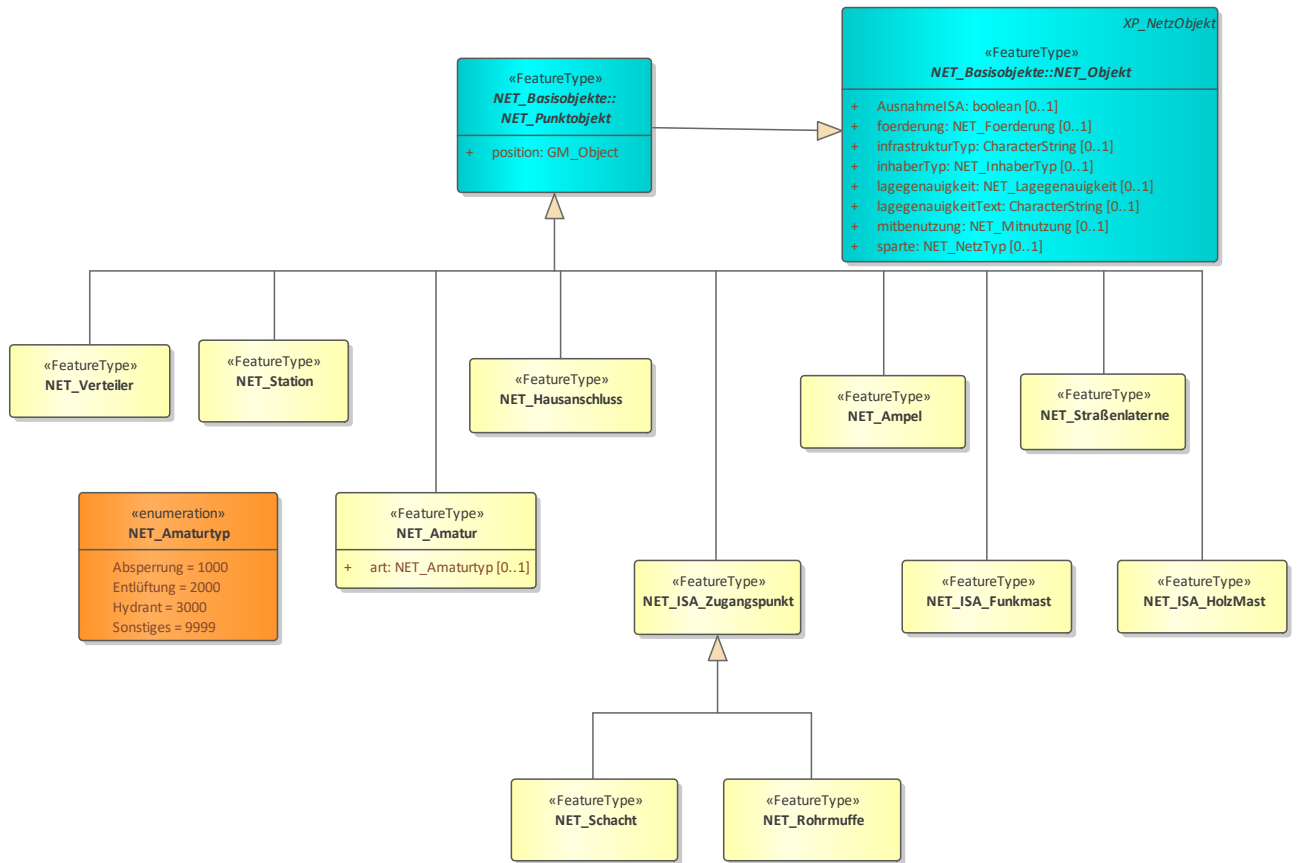 XP_NetzObjekt
«FeatureType»
NET_Basisobjekte::NET_Objekt
+ AusnahmeISA: boolean [0..1]
+ foerderung: NET_Foerderung [0..1]
+ infrastrukturTyp: CharacterString [0..1]
+ inhaberTyp: NET_InhaberTyp [0..1]
+ lagegenauigkeit: NET_Lagegenauigkeit [0..1]
+ lagegenauigkeitText: CharacterString [0..1]
+ mitbenutzung: NET_Mitnutzung [0..1]
+ sparte: NET_NetzTyp [0..1]
«FeatureType»
NET_Basisobjekte::
NET_Punktobjekt
+ position: GM_Object
«FeatureType»
NET_Verteiler
«FeatureType»
NET_Station
«FeatureType»
NET_Hausanschluss
«FeatureType»
NET_Ampel
«FeatureType»
NET_Straßenlaterne
«enumeration»
NET_Amaturtyp
Absperrung = 1000
Entlüftung = 2000
Hydrant = 3000
Sonstiges = 9999
«FeatureType»
NET_Amatur
+ art: NET_Amaturtyp [0..1]
«FeatureType»
NET_ISA_Zugangspunkt
«FeatureType»
NET_ISA_Funkmast
«FeatureType»
NET_ISA_HolzMast
«FeatureType»
NET_Schacht
«FeatureType»
NET_Rohrmuffe